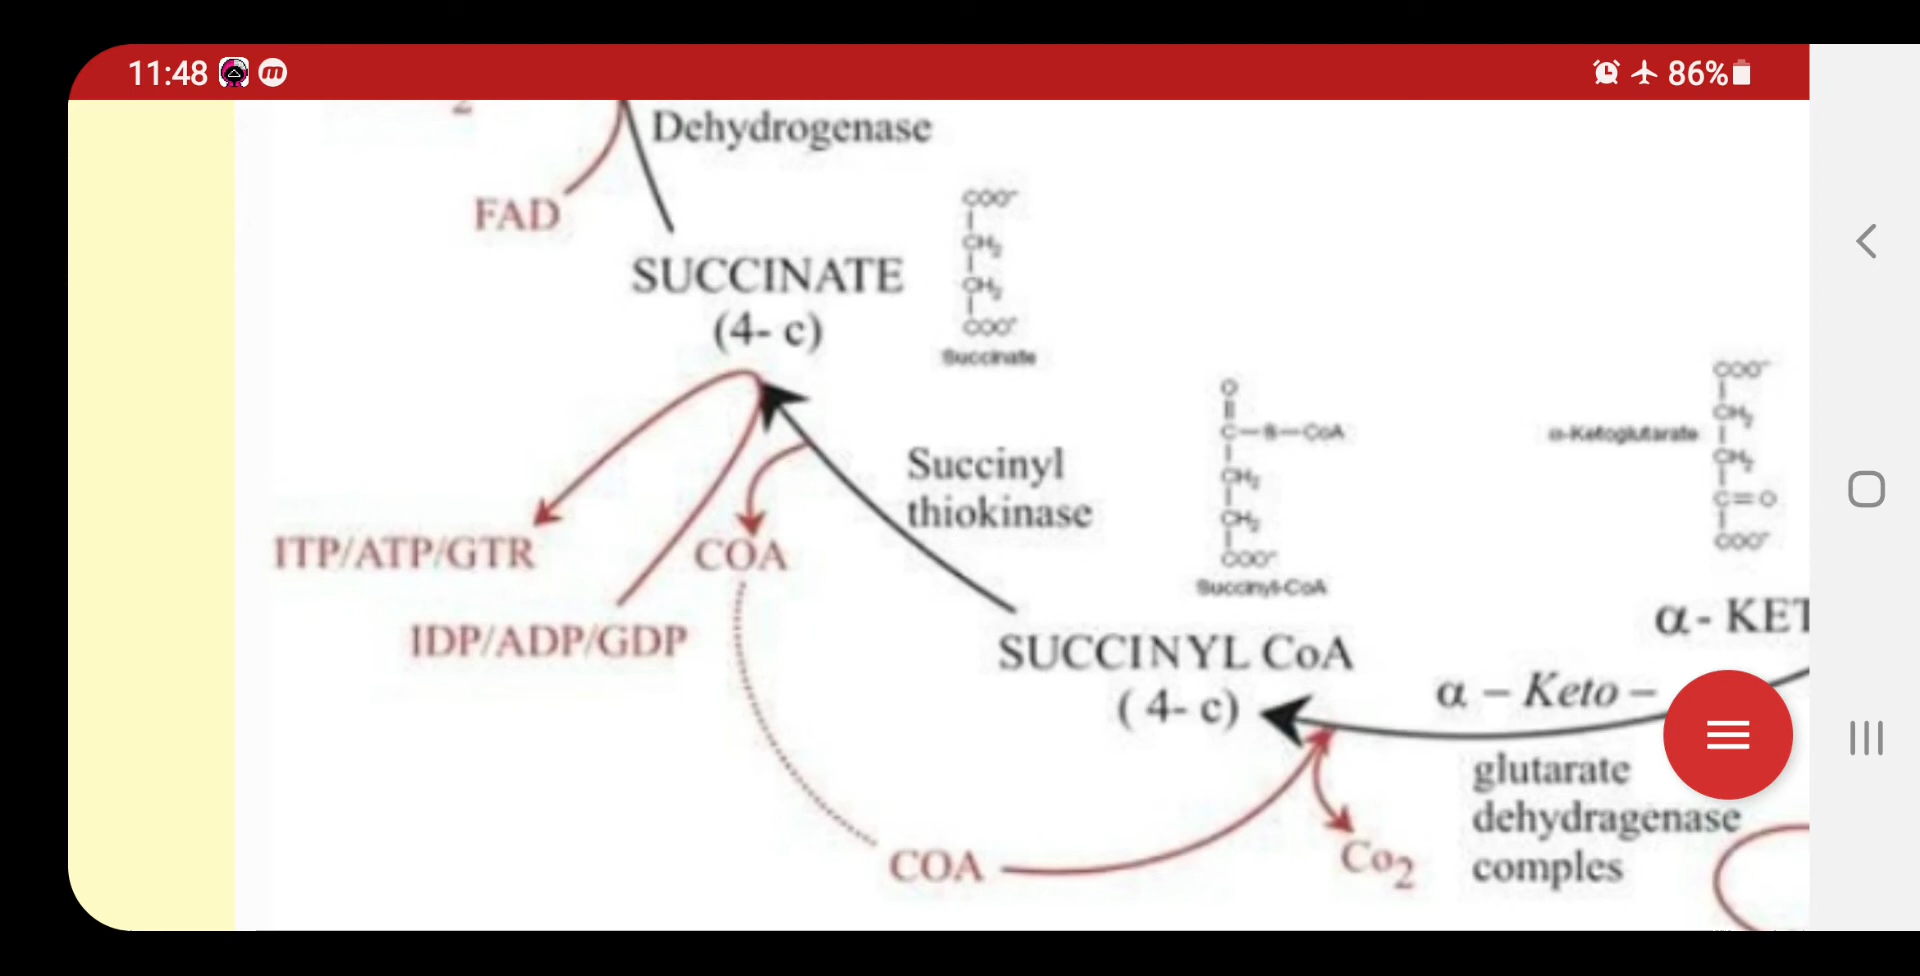 11:48
86%
2
Dehydrogenase
FAD
SUCCINATE
(4- c)
COO⁻
CH₂
CH₂
COO⁻
Succinate
O
C—S—CoA
CH₂
CH₂
COO⁻
Succinyl-CoA
α-Ketoglutarate
COO⁻
CH₂
CH₂
C=O
COO⁻
Succinyl
thiokinase
ITP/ATP/GTR
COA
IDP/ADP/GDP
α- KET
SUCCINYL CoA
( 4- c)
α – Keto –
glutarate
dehydragenase
comples
COA
Co₂